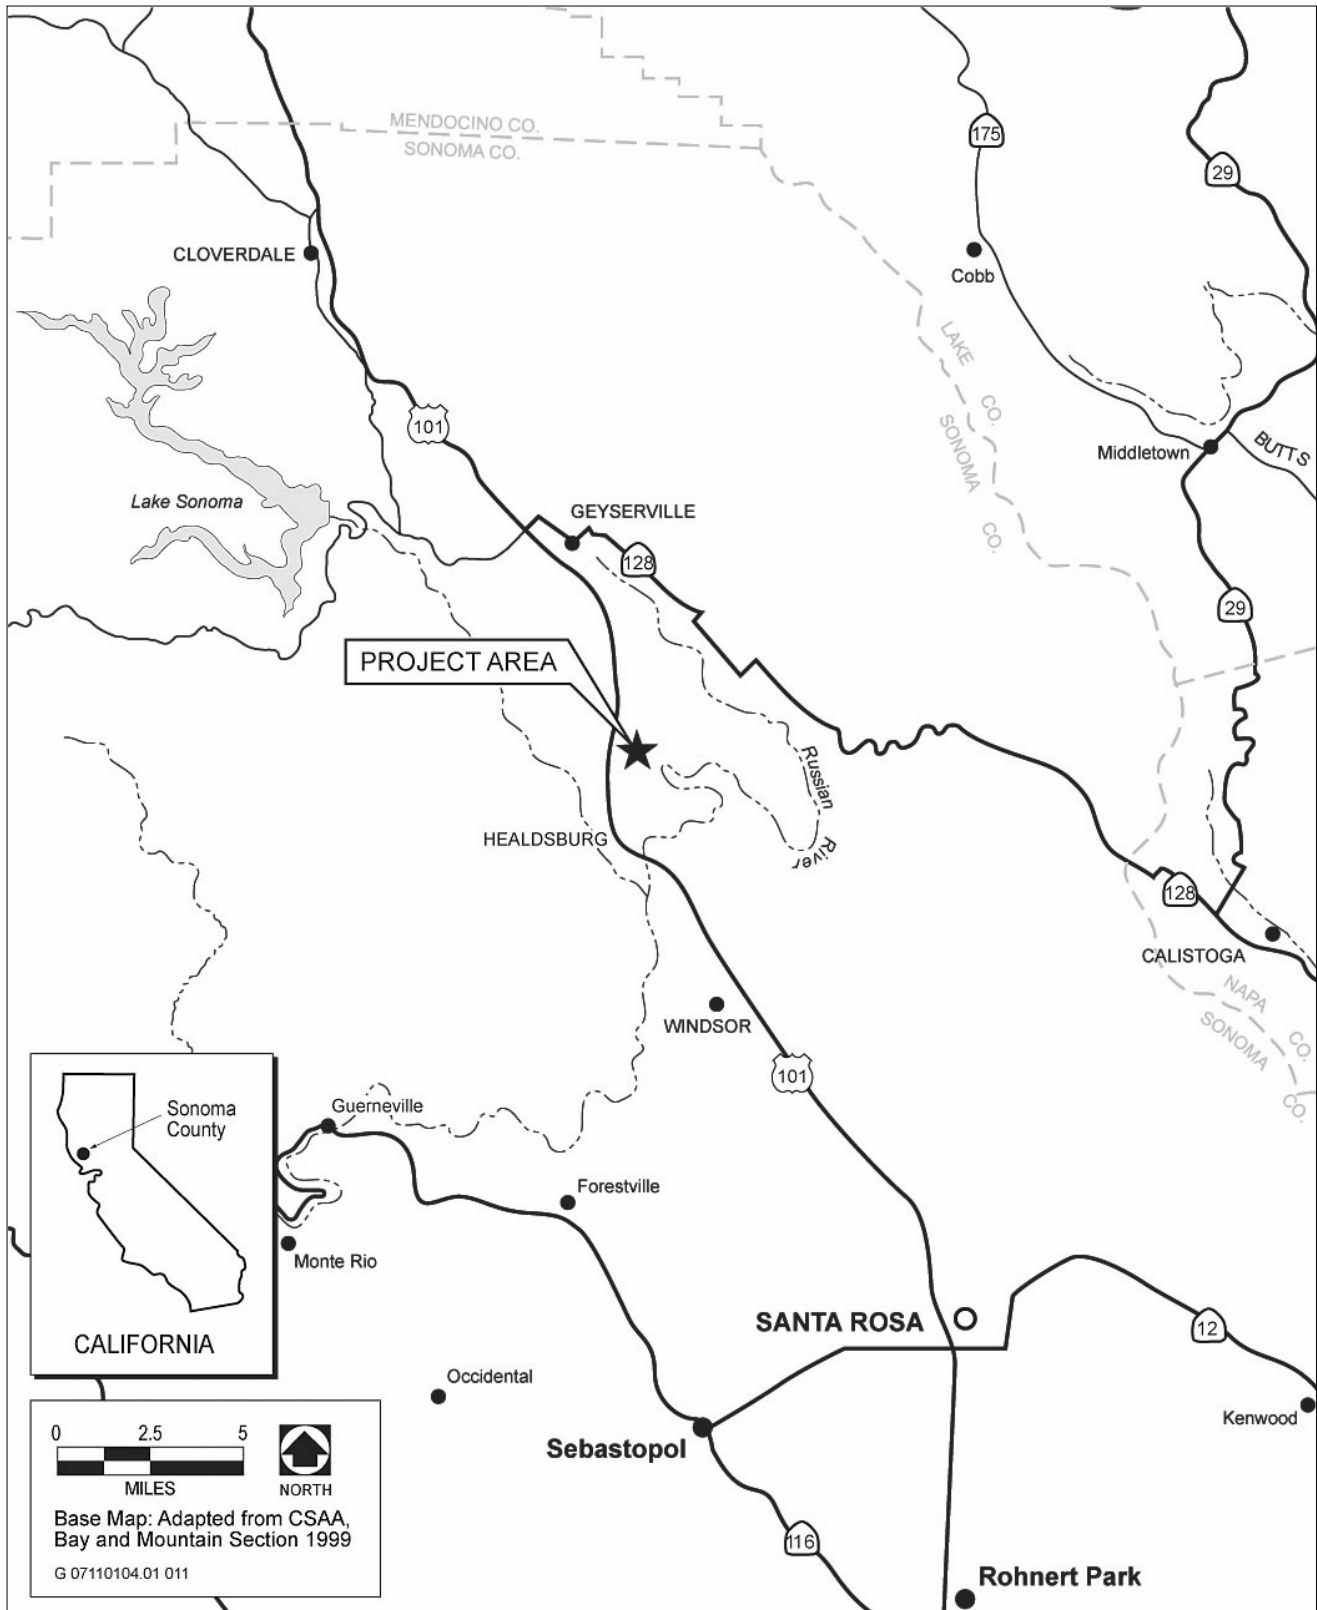 MENDOCINO CO.
SONOMA CO.
175
29
CLOVERDALE
Cobb
LAKE CO.
SONOMA CO.
101
Middletown
BUTTS
Lake Sonoma
GEYSERVILLE
128
29
PROJECT AREA
Russian
River
HEALDSBURG
128
CALISTOGA
NAPA CO.
SONOMA CO.
WINDSOR
101
Sonoma
County
Guerneville
Forestville
Monte Rio
CALIFORNIA
SANTA ROSA
12
Occidental
Kenwood
Sebastopol
0 2.5 5
MILES
NORTH
Base Map: Adapted from CSAA,
Bay and Mountain Section 1999
G 07110104.01 011
116
Rohnert Park